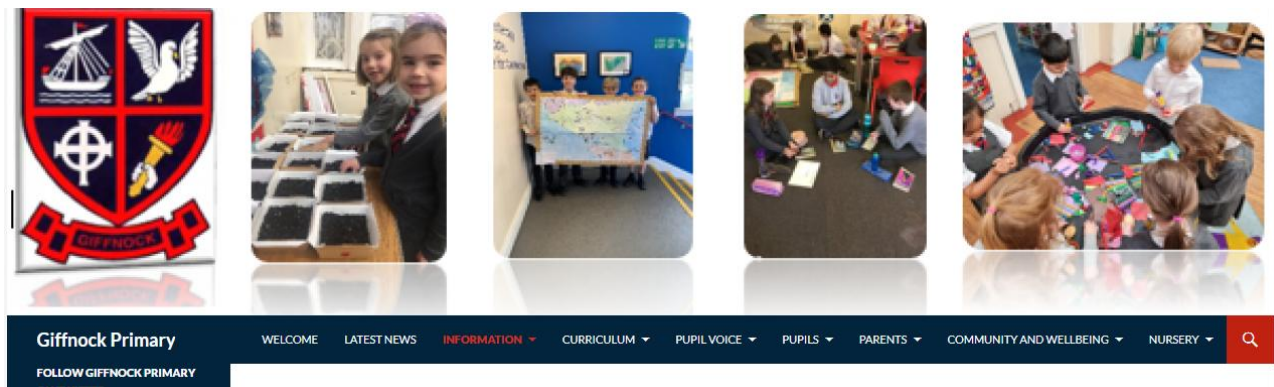 GIFFNOCK
Giffnock Primary
WELCOME
LATEST NEWS
INFORMATION
CURRICULUM
PUPIL VOICE
PUPILS
PARENTS
COMMUNITY AND WELLBEING
NURSERY
FOLLOW GIFFNOCK PRIMARY